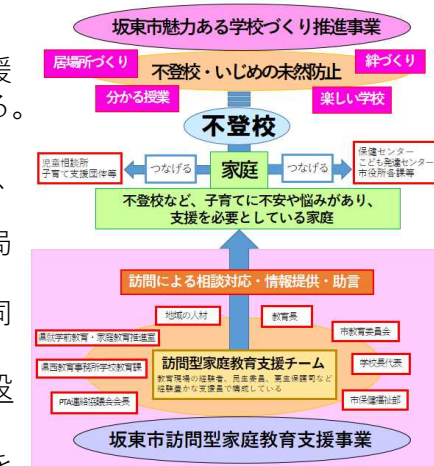 援
る。
、
局
同
役
を
坂東市魅力ある学校づくり推進事業
居場所づくり
絆づくり
不登校・いじめの未然防止
分かる授業
楽しい学校
不登校
児童相談所
子育て支援団体等
つなげる
家庭
つなげる
保健センター
こども発達センター
市役所各課等
不登校など、子育てに不安や悩みがあり、
支援を必要としている家庭
訪問による相談対応・情報提供・助言
地域の人材
教育長
県就学前教育・家庭教育推進室
市教育委員会
県西教育事務所学校教育課
学校長代表
PTA連絡協議会会長
市保健福祉部
訪問型家庭教育支援チーム
教育現場の経験者、民生委員、更生保護司など
経験豊かな支援員で構成している
坂東市訪問型家庭教育支援事業